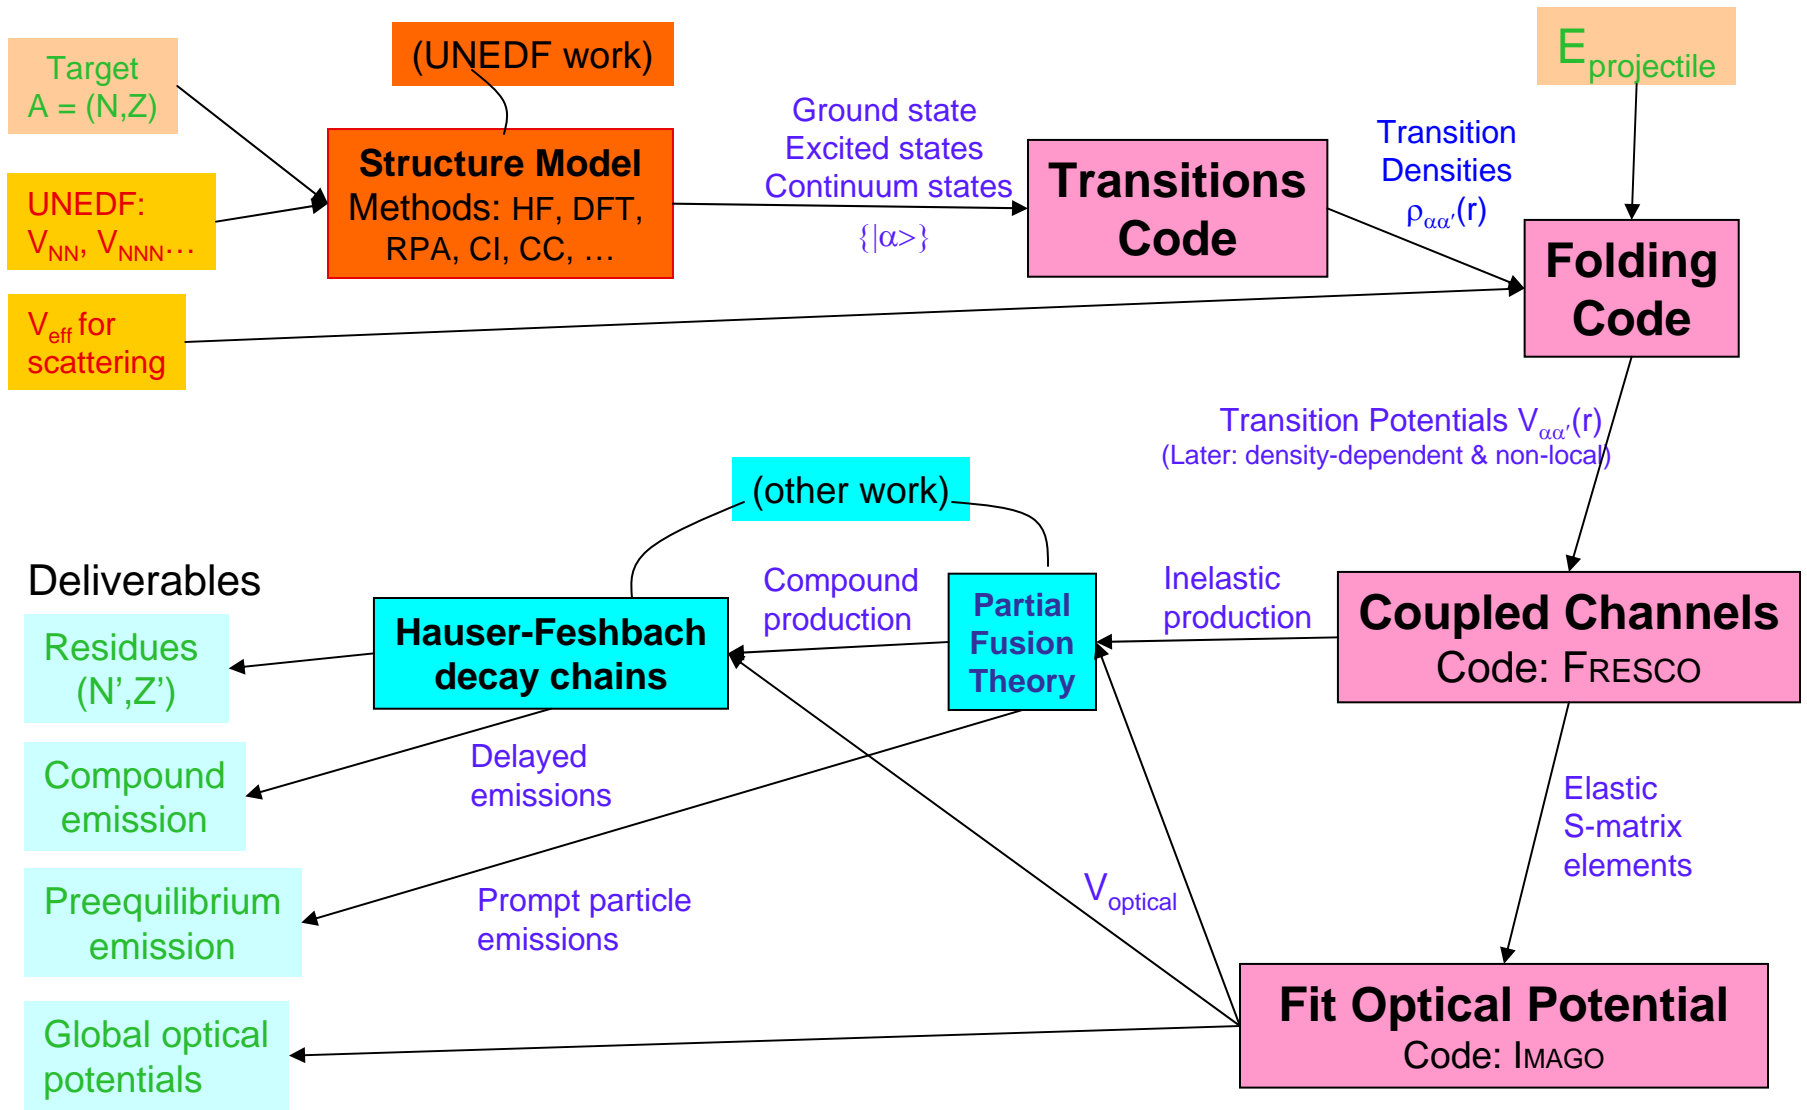 Target
A = (N,Z)
(UNEDF work)
E projectile
UNEDF:
V NN, V NNN…
Structure Model
Methods: HF, DFT,
RPA, CI, CC, …
Ground state
Excited states
Continuum states
{|α>}
Transitions
Code
Transition
Densities
ραα′(r)
Folding
Code
Veff for
scattering
Transition Potentials Vαα′(r)
(Later: density-dependent & non-local)
(other work)
Deliverables
Residues
(N’,Z’)
Hauser-Feshbach
decay chains
Compound
production
Partial
Fusion
Theory
Inelastic
production
Coupled Channels
Code: FRESCO
Compound
emission
Delayed
emissions
Elastic
S-matrix
elements
Preequilibrium
emission
Prompt particle
emissions
Voptical
Global optical
potentials
Fit Optical Potential
Code: IMAGO